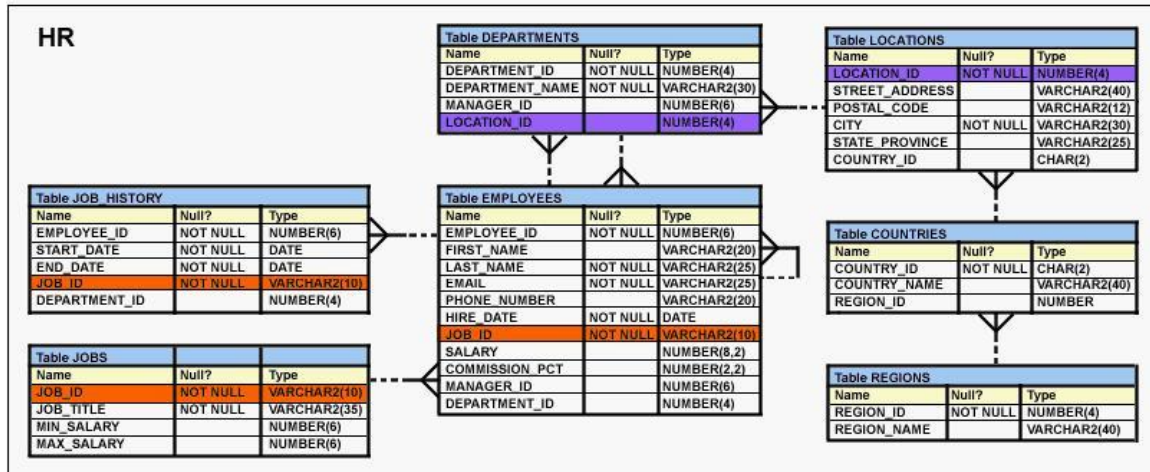 HR
Table DEPARTMENTS
Name Null? Type
DEPARTMENT_ID NOT NULL NUMBER(4)
DEPARTMENT_NAME NOT NULL VARCHAR2(30)
MANAGER_ID NUMBER(6)
LOCATION_ID NUMBER(4)
Table LOCATIONS
Name Null? Type
LOCATION_ID NOT NULL NUMBER(4)
STREET_ADDRESS VARCHAR2(40)
POSTAL_CODE VARCHAR2(12)
CITY NOT NULL VARCHAR2(30)
STATE_PROVINCE VARCHAR2(25)
COUNTRY_ID CHAR(2)
Table JOB_HISTORY
Name Null? Type
EMPLOYEE_ID NOT NULL NUMBER(6)
START_DATE NOT NULL DATE
END_DATE NOT NULL DATE
JOB_ID NOT NULL VARCHAR2(10)
DEPARTMENT_ID NUMBER(4)
Table EMPLOYEES
Name Null? Type
EMPLOYEE_ID NOT NULL NUMBER(6)
FIRST_NAME VARCHAR2(20)
LAST_NAME NOT NULL VARCHAR2(25)
EMAIL NOT NULL VARCHAR2(25)
PHONE_NUMBER VARCHAR2(20)
HIRE_DATE NOT NULL DATE
JOB_ID NOT NULL VARCHAR2(10)
SALARY NUMBER(8,2)
COMMISSION_PCT NUMBER(2,2)
MANAGER_ID NUMBER(6)
DEPARTMENT_ID NUMBER(4)
Table COUNTRIES
Name Null? Type
COUNTRY_ID NOT NULL CHAR(2)
COUNTRY_NAME VARCHAR2(40)
REGION_ID NUMBER
Table JOBS
Name Null? Type
JOB_ID NOT NULL VARCHAR2(10)
JOB_TITLE NOT NULL VARCHAR2(35)
MIN_SALARY NUMBER(6)
MAX_SALARY NUMBER(6)
Table REGIONS
Name Null? Type
REGION_ID NOT NULL NUMBER(4)
REGION_NAME VARCHAR2(40)